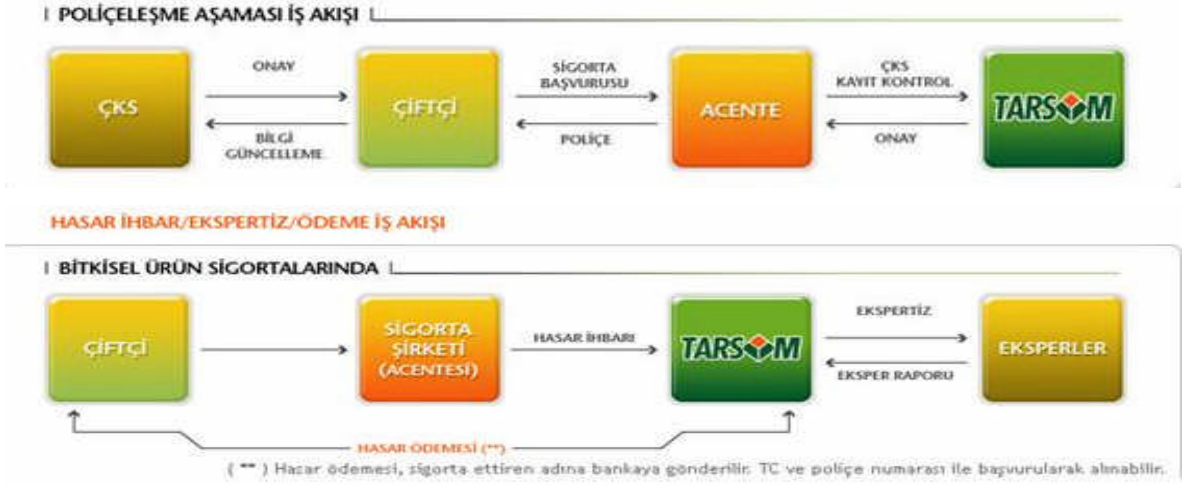 POLİÇELEŞME AŞAMASI İŞ AKIŞI
ÇKS
ONAY
BİLGİ
GÜNCELLEME
ÇİFTÇİ
SİGORTA
BAŞVURUSU
POLİÇE
ACENTE
ÇKS
KAYIT KONTROL
ONAY
TARSİM
HASAR İHBAR/EKSPERTİZ/ÖDEME İŞ AKIŞI
BİTKİSEL ÜRÜN SİGORTALARINDA
ÇİFTÇİ
SİGORTA
ŞİRKETİ
(ACENTESİ)
HASAR İHBARI
TARSİM
EKSPERTİZ
EKSPER RAPORU
EKSPERLER
HASAR ÖDEMESİ (**)
( ** ) Hasar ödemesi, sigorta ettiren adına bankaya gönderilir. TC ve poliçe numarası ile başvurularak alınabilir.